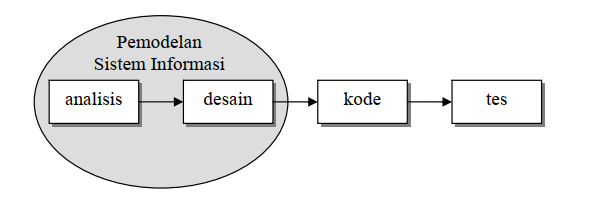 Pemodelan
Sistem Informasi
analisis
desain
kode
tes